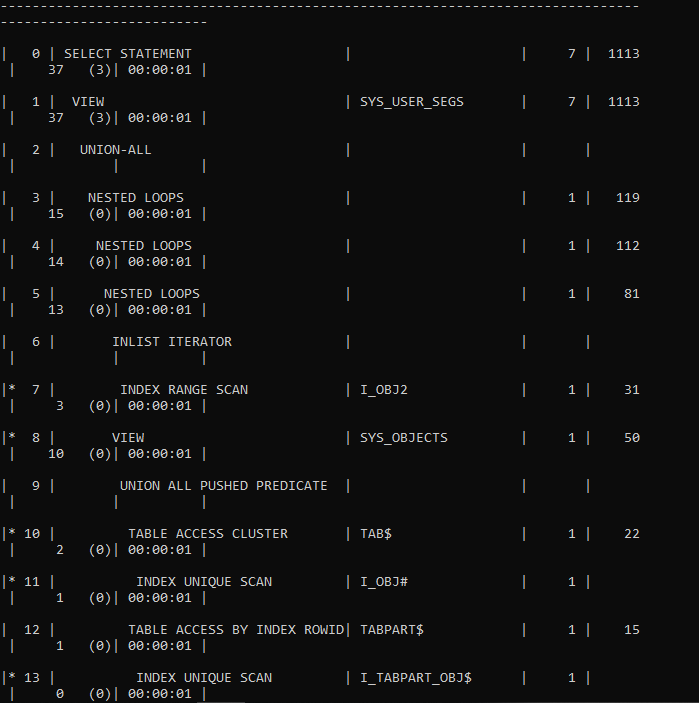 --------------------------------------------------------------------------------
--------------------------
|   0 | SELECT STATEMENT                   |                     |     7 |  1113
 |    37   (3)| 00:00:01 |
|   1 |  VIEW                              | SYS_USER_SEGS       |     7 |  1113
 |    37   (3)| 00:00:01 |
|   2 |   UNION-ALL                        |                     |       |
 |            |          |
|   3 |    NESTED LOOPS                    |                     |     1 |   119
 |    15   (0)| 00:00:01 |
|   4 |     NESTED LOOPS                   |                     |     1 |   112
 |    14   (0)| 00:00:01 |
|   5 |      NESTED LOOPS                  |                     |     1 |    81
 |    13   (0)| 00:00:01 |
|   6 |       INLIST ITERATOR              |                     |       |
 |            |          |
|*  7 |        INDEX RANGE SCAN            | I_OBJ2              |     1 |    31
 |     3   (0)| 00:00:01 |
|*  8 |       VIEW                         | SYS_OBJECTS         |     1 |    50
 |    10   (0)| 00:00:01 |
|   9 |        UNION ALL PUSHED PREDICATE  |                     |       |
 |            |          |
|* 10 |         TABLE ACCESS CLUSTER       | TAB$                |     1 |    22
 |     2   (0)| 00:00:01 |
|* 11 |          INDEX UNIQUE SCAN         | I_OBJ#              |     1 |
 |     1   (0)| 00:00:01 |
|  12 |         TABLE ACCESS BY INDEX ROWID| TABPART$            |     1 |    15
 |     1   (0)| 00:00:01 |
|* 13 |          INDEX UNIQUE SCAN         | I_TABPART_OBJ$      |     1 |
 |     0   (0)| 00:00:01 |